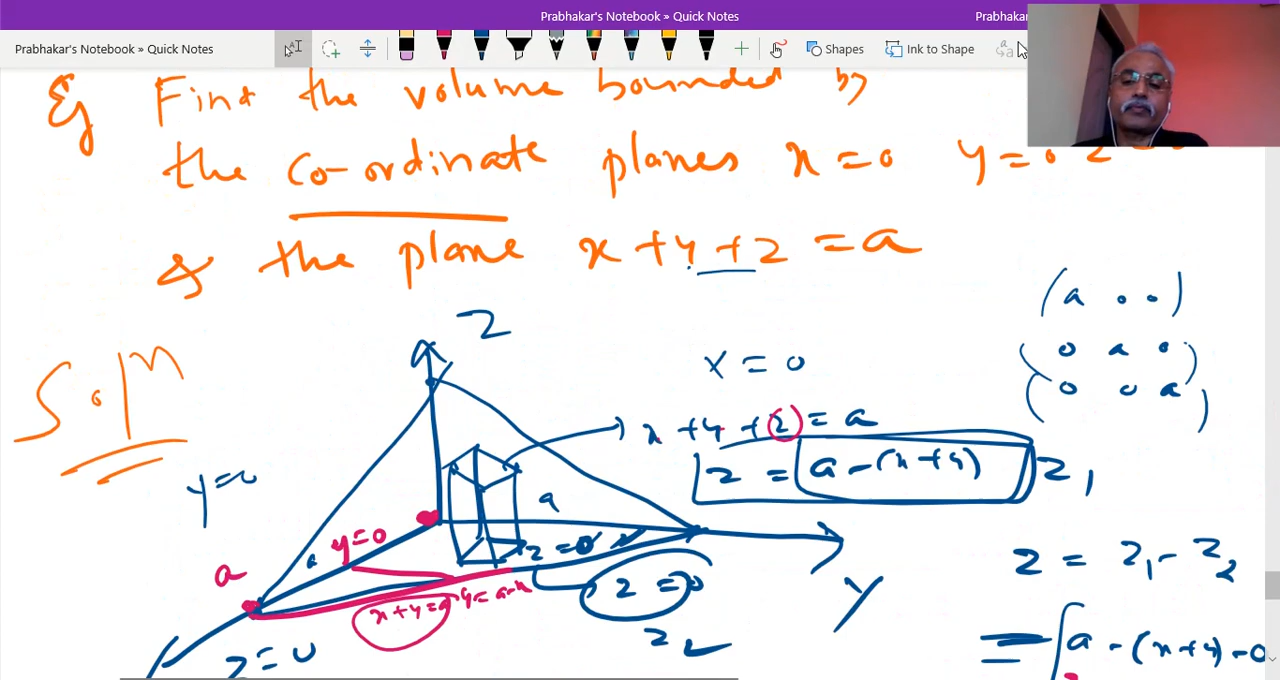 Prabhakar's Notebook » Quick Notes
Prabhakar's
Prabhakar's Notebook » Quick Notes
Shapes
Ink to Shape
Eg Find the volume bounded by
the co-ordinate planes x=0 y=0 z
& the plane x+y+z=a
Soln
Z
y=0
x=0
x+y+z=a
z=a-(x+y) z1
(a 0 0)
(0 a 0)
(0 0 a)
a
a
y=0
z=0
x+y=a
y=a-x
z=0
z2
Y
z=0
z=z1-z2
=∫a-(x+y)-0